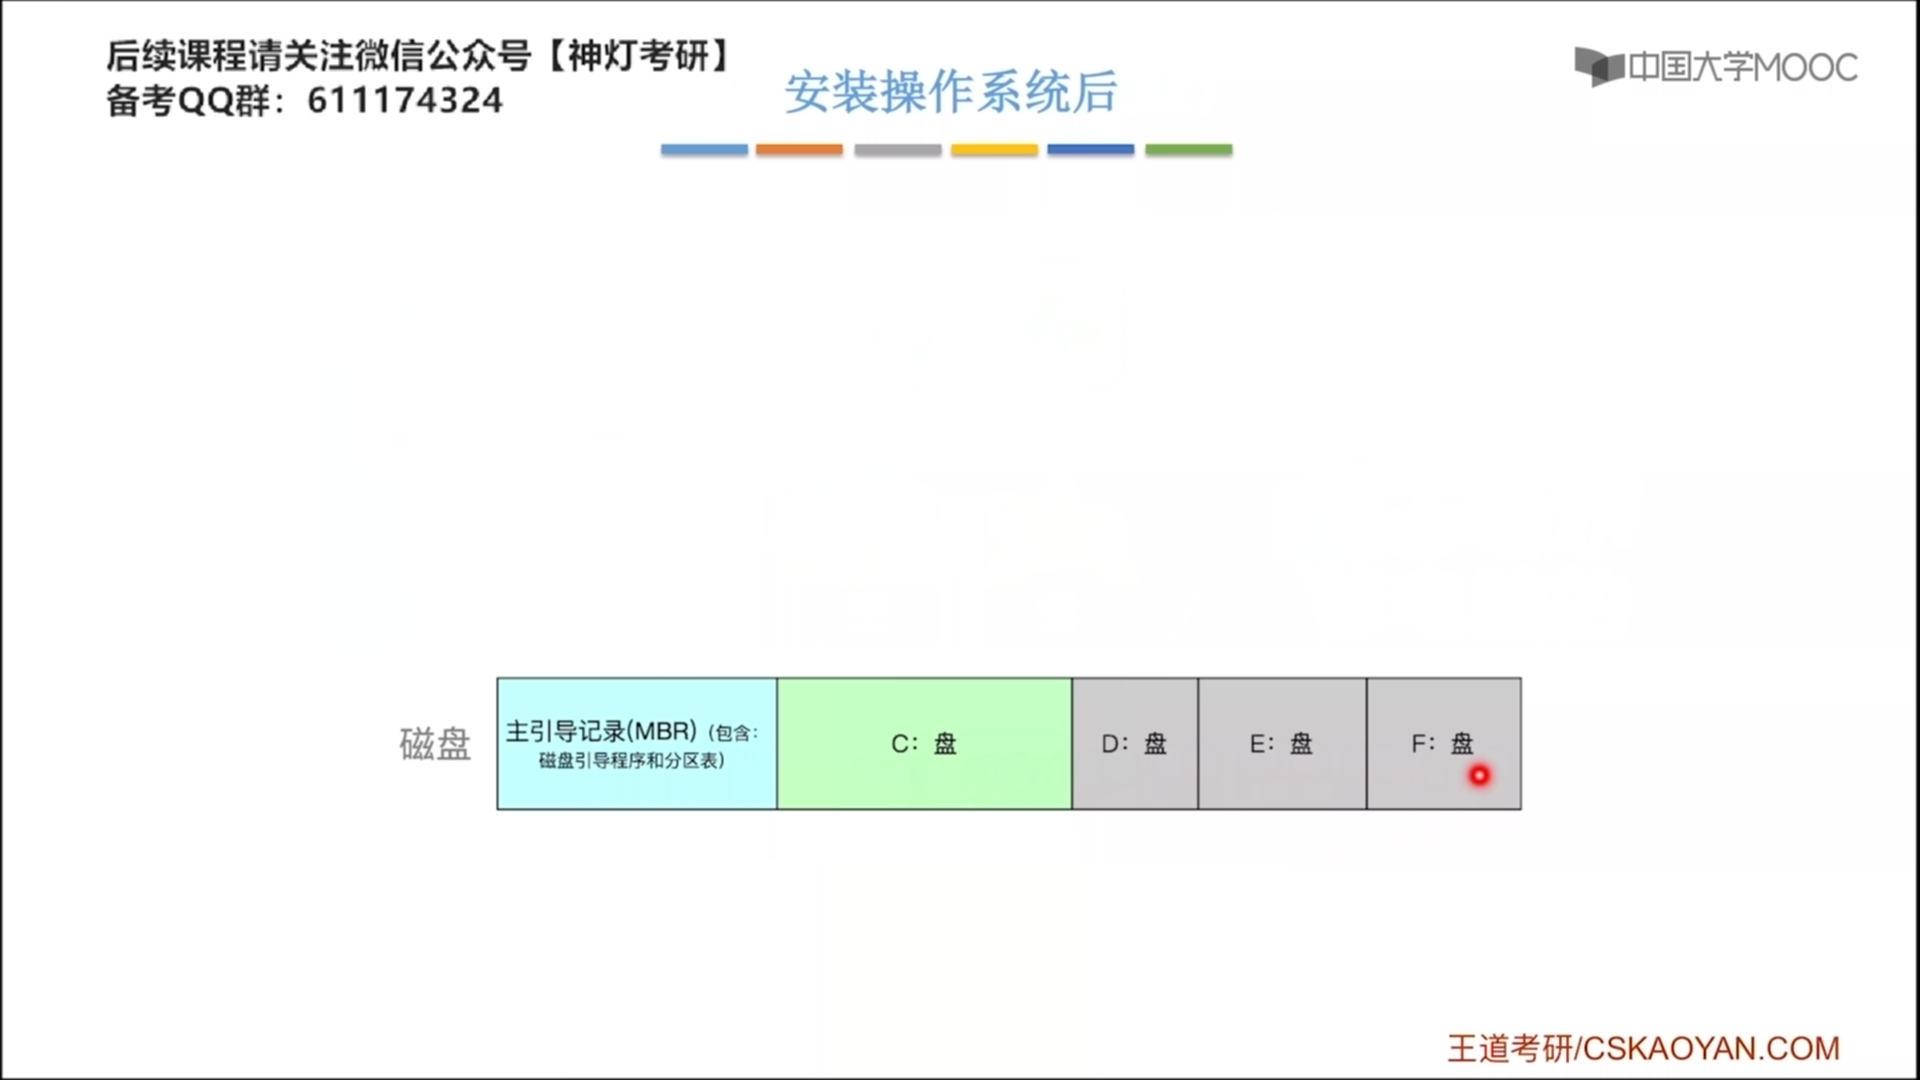 后续课程请关注微信公众号【神灯考研】
备考QQ群：611174324
安装操作系统后
中国大学MOOC
磁盘
主引导记录(MBR)（包含：
磁盘引导程序和分区表）
C：盘
D：盘
E：盘
F：盘
王道考研/CSKAOYAN.COM